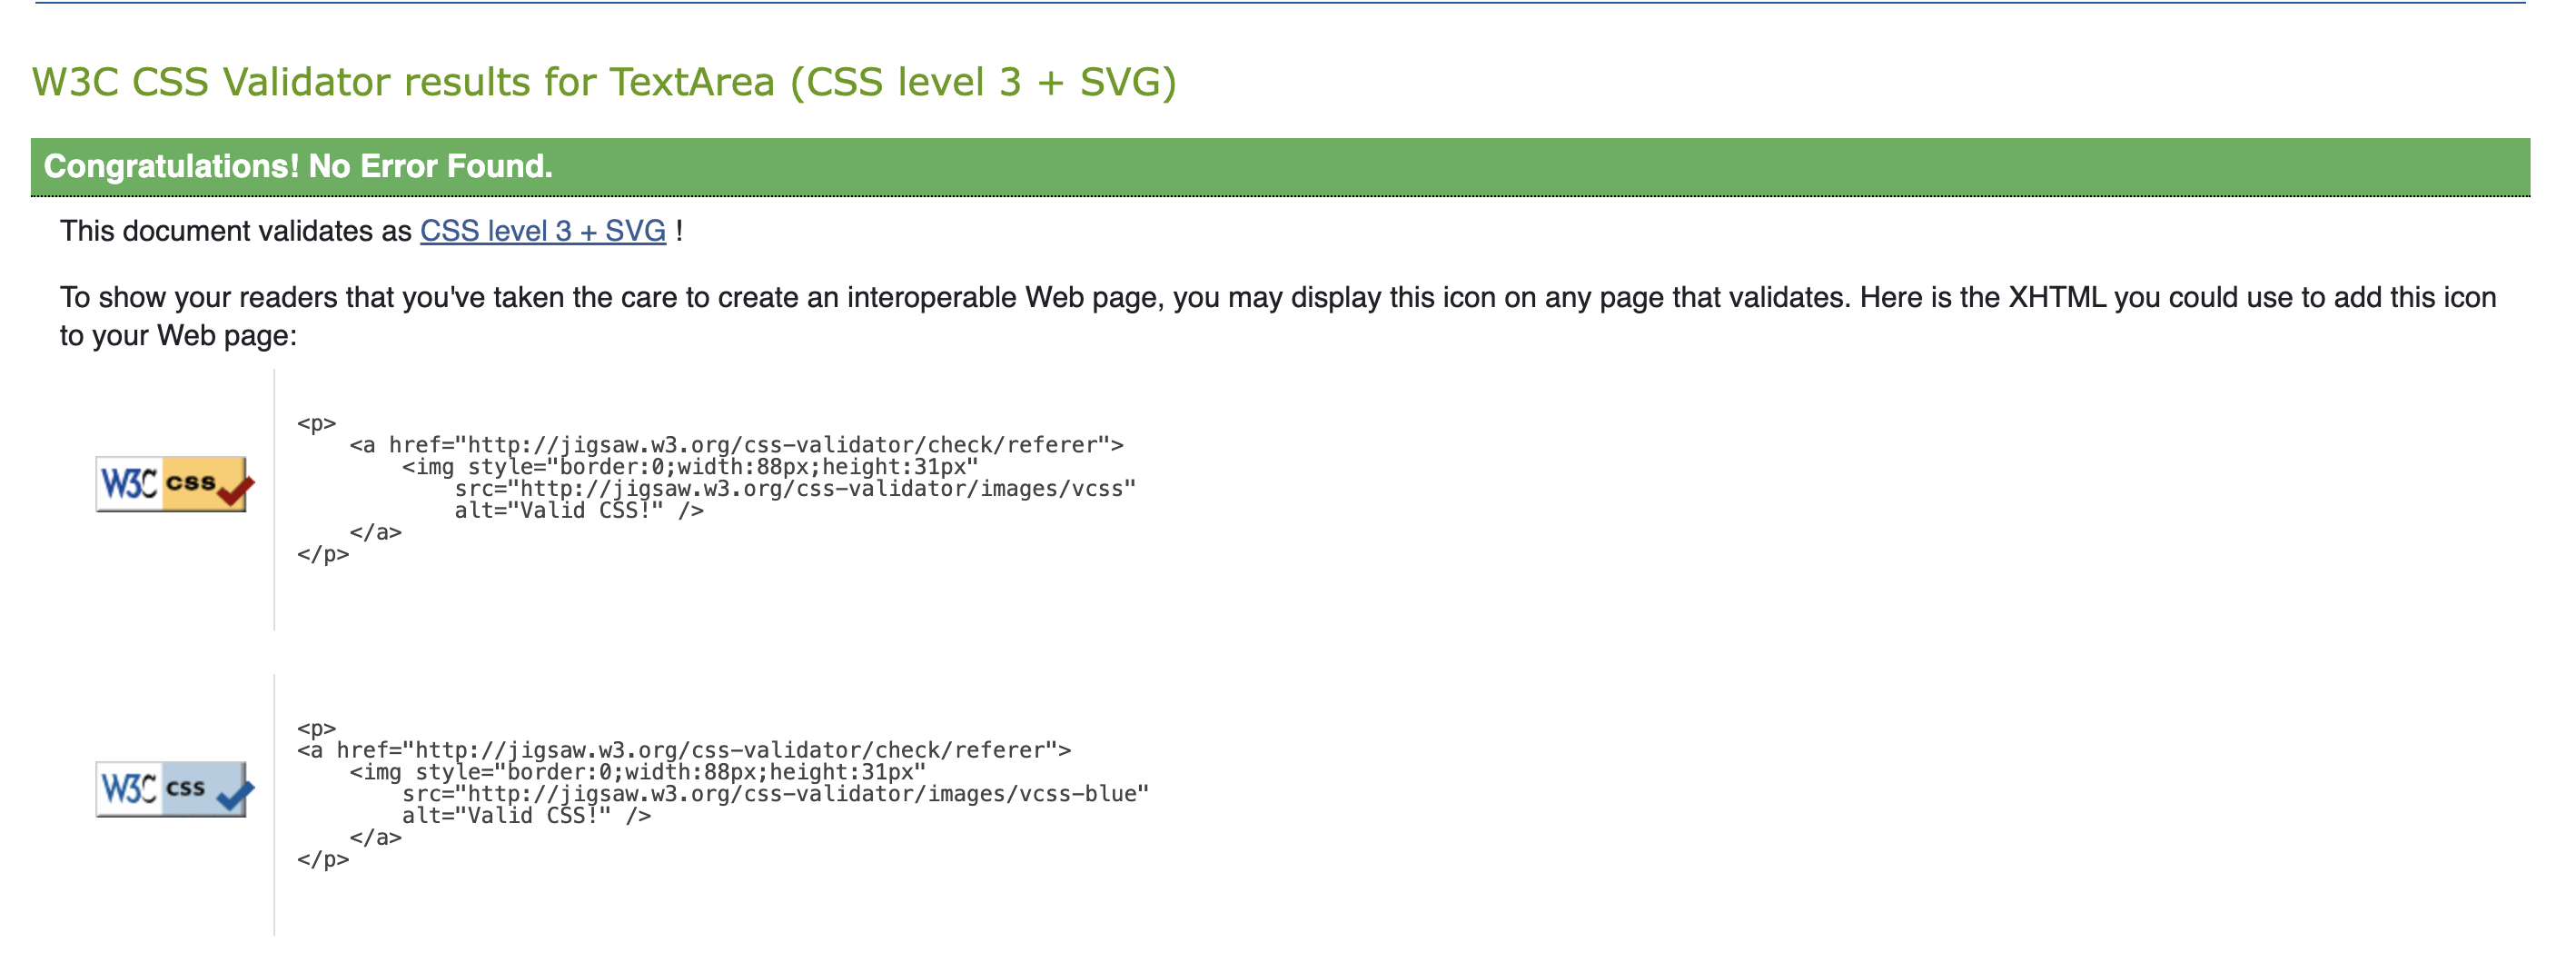 W3C CSS Validator results for TextArea (CSS level 3 + SVG)
Congratulations! No Error Found.
This document validates as CSS level 3 + SVG !
To show your readers that you've taken the care to create an interoperable Web page, you may display this icon on any page that validates. Here is the XHTML you could use to add this icon
to your Web page:
W3C css
<p>
    <a href="http://jigsaw.w3.org/css-validator/check/referer">
        <img style="border:0;width:88px;height:31px"
            src="http://jigsaw.w3.org/css-validator/images/vcss"
            alt="Valid CSS!" />
    </a>
</p>
W3C css
<p>
<a href="http://jigsaw.w3.org/css-validator/check/referer">
    <img style="border:0;width:88px;height:31px"
        src="http://jigsaw.w3.org/css-validator/images/vcss-blue"
        alt="Valid CSS!" />
    </a>
</p>